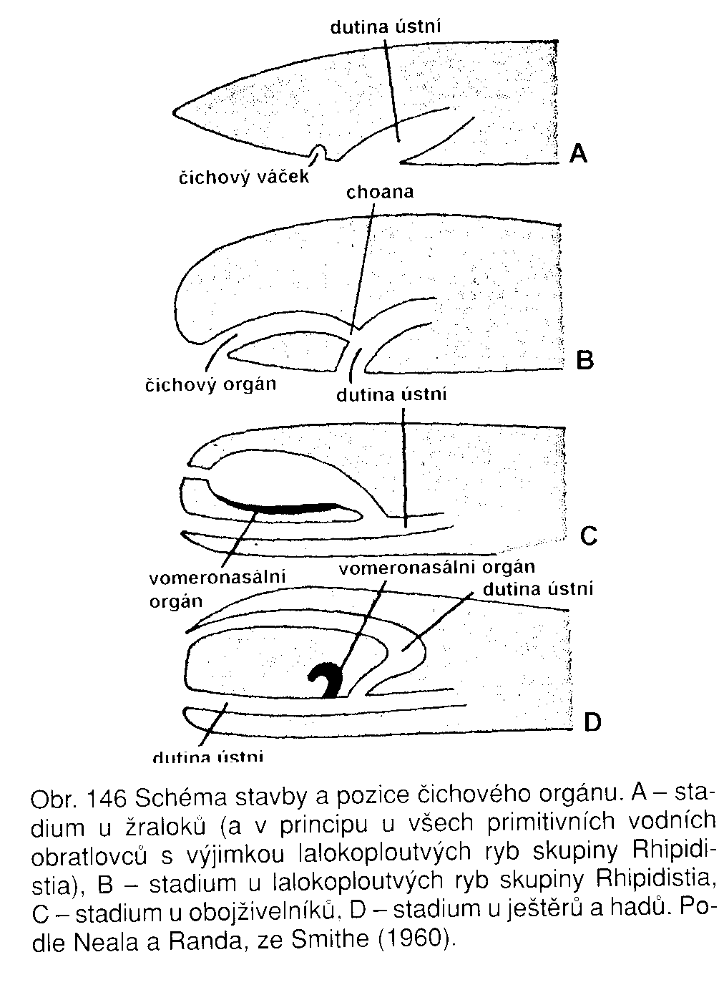 dutina ústní
A
čichový váček
choana
B
čichový orgán
dutina ústní
C
vomeronasální
orgán
vomeronasální orgán
dutina ústní
D
dutina ústní
Obr. 146 Schéma stavby a pozice čichového orgánu. A – sta-
dium u žraloků (a v principu u všech primitivních vodních
obratlovců s výjimkou lalokoploutvých ryb skupiny Rhipidi-
stia), B – stadium u lalokoploutvých ryb skupiny Rhipidistia,
C – stadium u obojživelníků, D – stadium u ještěrů a hadů. Po-
dle Neala a Randa, ze Smithe (1960).